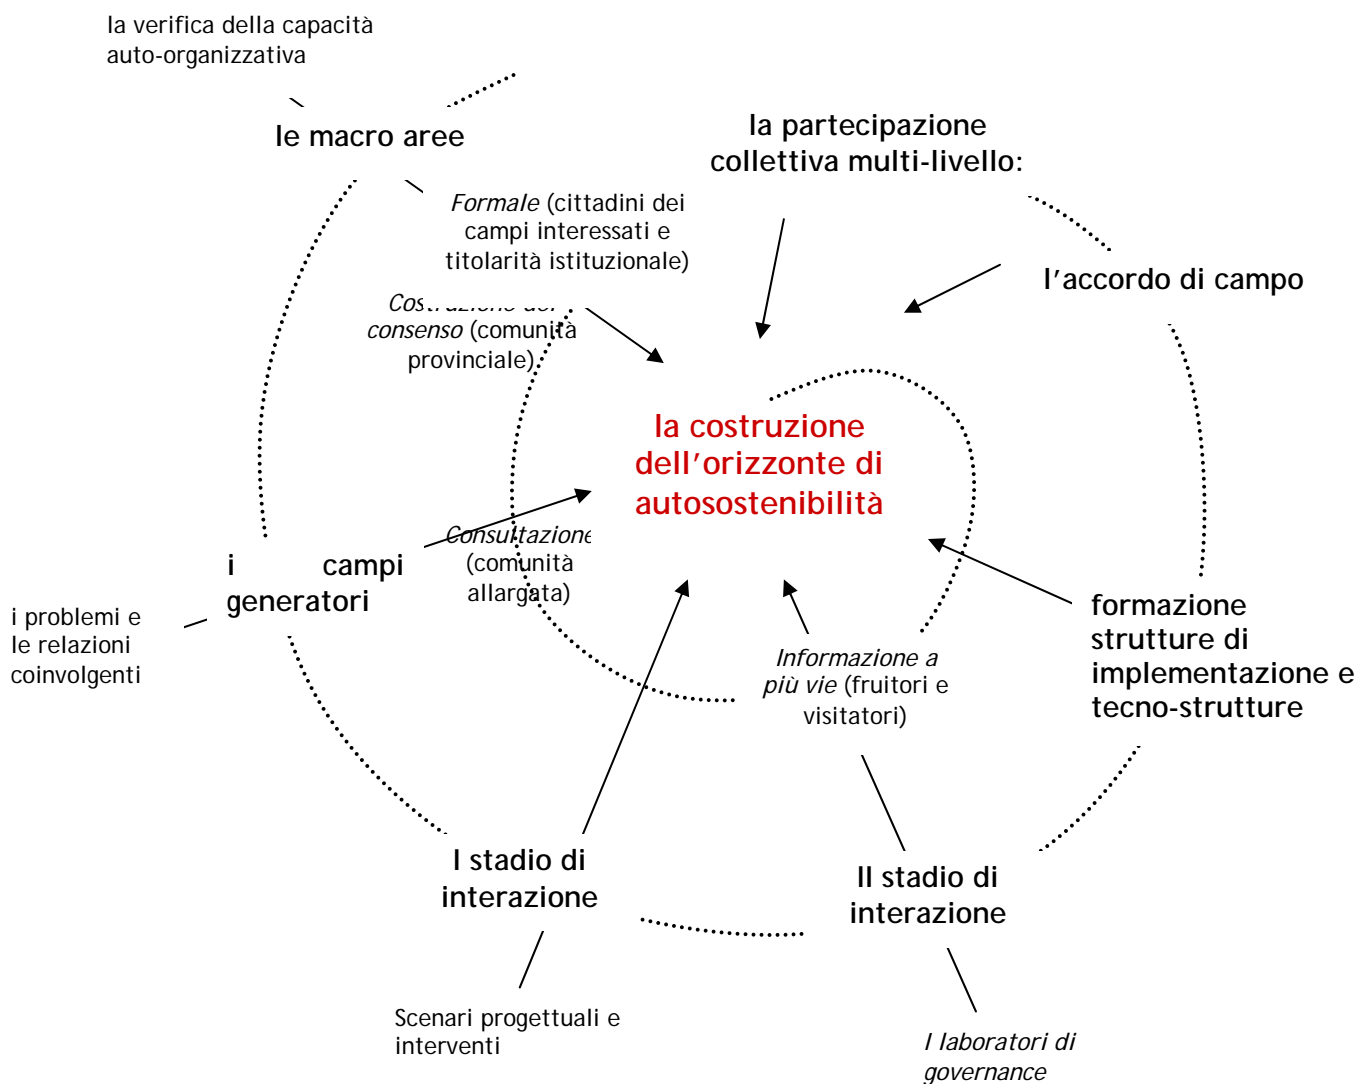 la verifica della capacità
auto-organizzativa
le macro aree
la partecipazione
collettiva multi-livello:
Formale (cittadini dei
campi interessati e
titolarità istituzionale)
l'accordo di campo
consenso (comunità
provinciale)
la costruzione
dell'orizzonte di
autosostenibilità
Consultazione
(comunità
allargata)
i campi
generatori
i problemi e
le relazioni
coinvolgenti
formazione
strutture di
implementazione e
tecno-strutture
Informazione a
più vie (fruitori e
visitatori)
I stadio di
interazione
II stadio di
interazione
Scenari progettuali e
interventi
I laboratori di
governance